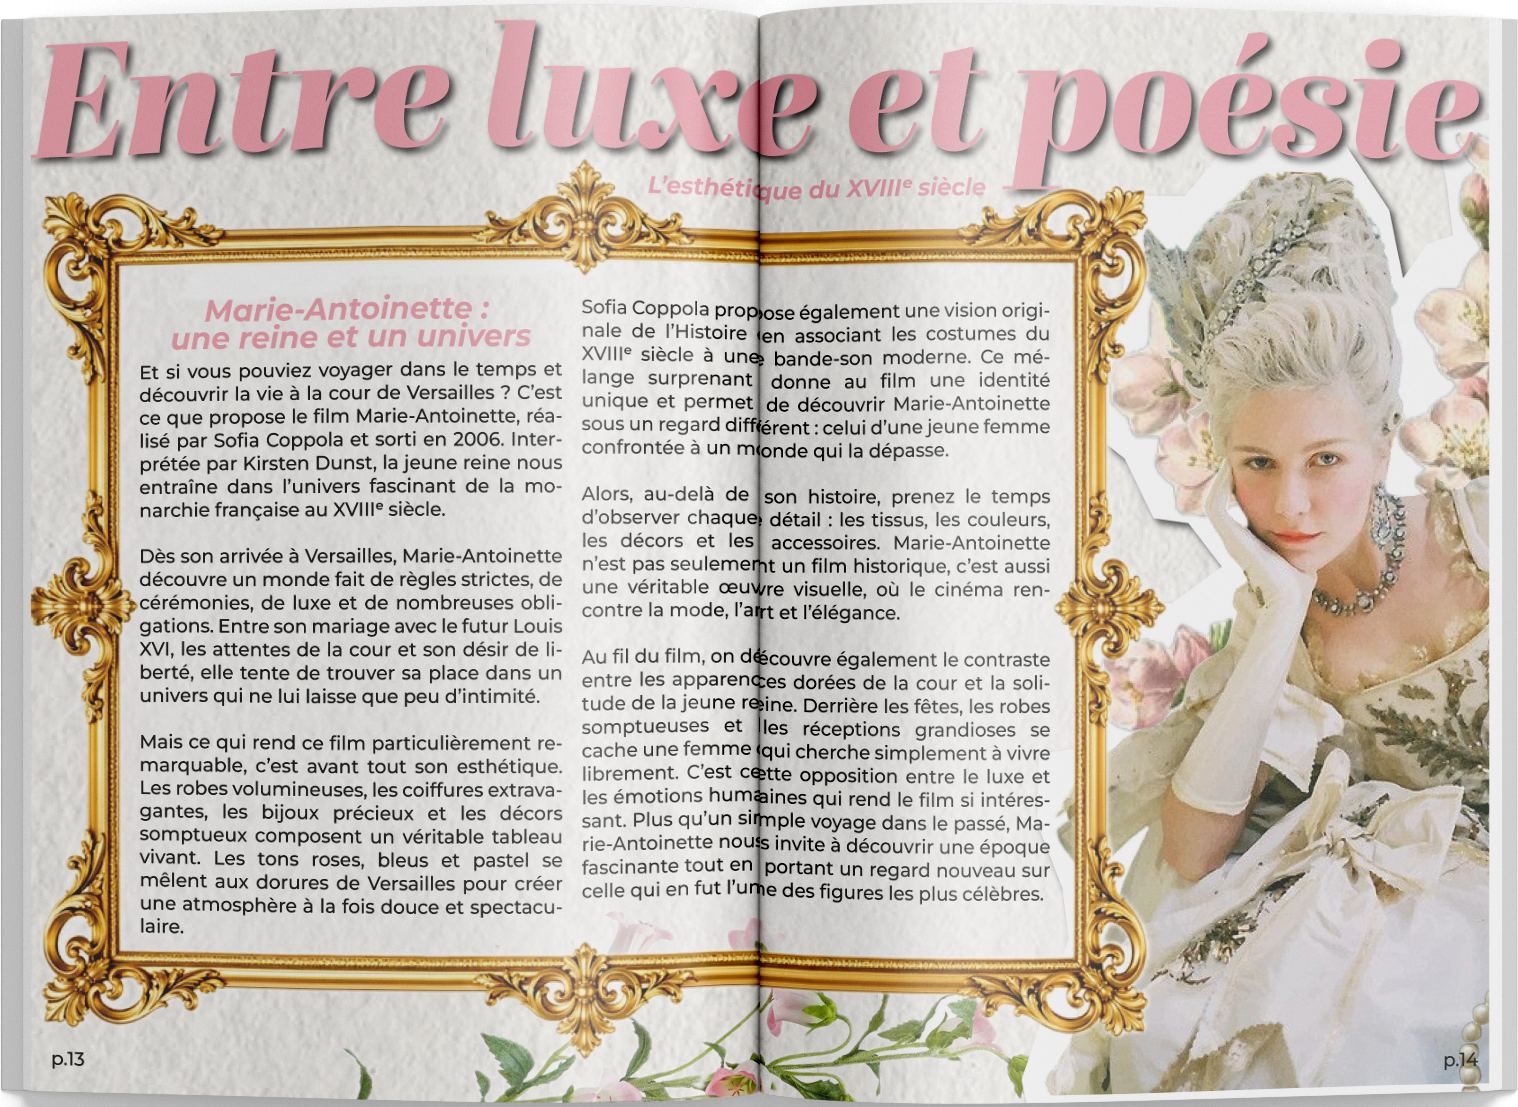 Entre luxe et poésie
L'esthétique du XVIIIᵉ siècle
Marie-Antoinette :
une reine et un univers
Et si vous pouviez voyager dans le temps et
découvrir la vie à la cour de Versailles ? C'est
ce que propose le film Marie-Antoinette, réa-
lisé par Sofia Coppola et sorti en 2006. Inter-
prétée par Kirsten Dunst, la jeune reine nous
entraîne dans l'univers fascinant de la mo-
narchie française au XVIIIᵉ siècle.
Dès son arrivée à Versailles, Marie-Antoinette
découvre un monde fait de règles strictes, de
cérémonies, de luxe et de nombreuses obli-
gations. Entre son mariage avec le futur Louis
XVI, les attentes de la cour et son désir de li-
berté, elle tente de trouver sa place dans un
univers qui ne lui laisse que peu d'intimité.
Mais ce qui rend ce film particulièrement re-
marquable, c'est avant tout son esthétique.
Les robes volumineuses, les coiffures extrava-
gantes, les bijoux précieux et les décors
somptueux composent un véritable tableau
vivant. Les tons roses, bleus et pastel se
mêlent aux dorures de Versailles pour créer
une atmosphère à la fois douce et spectacu-
laire.
Sofia Coppola propose également une vision origi-
nale de l'Histoire en associant les costumes du
XVIIIᵉ siècle à une bande-son moderne. Ce mé-
lange surprenant donne au film une identité
unique et permet de découvrir Marie-Antoinette
sous un regard différent : celui d'une jeune femme
confrontée à un monde qui la dépasse.
Alors, au-delà de son histoire, prenez le temps
d'observer chaque détail : les tissus, les couleurs,
les décors et les accessoires. Marie-Antoinette
n'est pas seulement un film historique, c'est aussi
une véritable œuvre visuelle, où le cinéma ren-
contre la mode, l'art et l'élégance.
Au fil du film, on découvre également le contraste
entre les apparences dorées de la cour et la soli-
tude de la jeune reine. Derrière les fêtes, les robes
somptueuses et les réceptions grandioses se
cache une femme qui cherche simplement à vivre
librement. C'est cette opposition entre le luxe et
les émotions humaines qui rend le film si intéres-
sant. Plus qu'un simple voyage dans le passé, Ma-
rie-Antoinette nous invite à découvrir une époque
fascinante tout en portant un regard nouveau sur
celle qui en fut l'une des figures les plus célèbres.
p.13
p.14